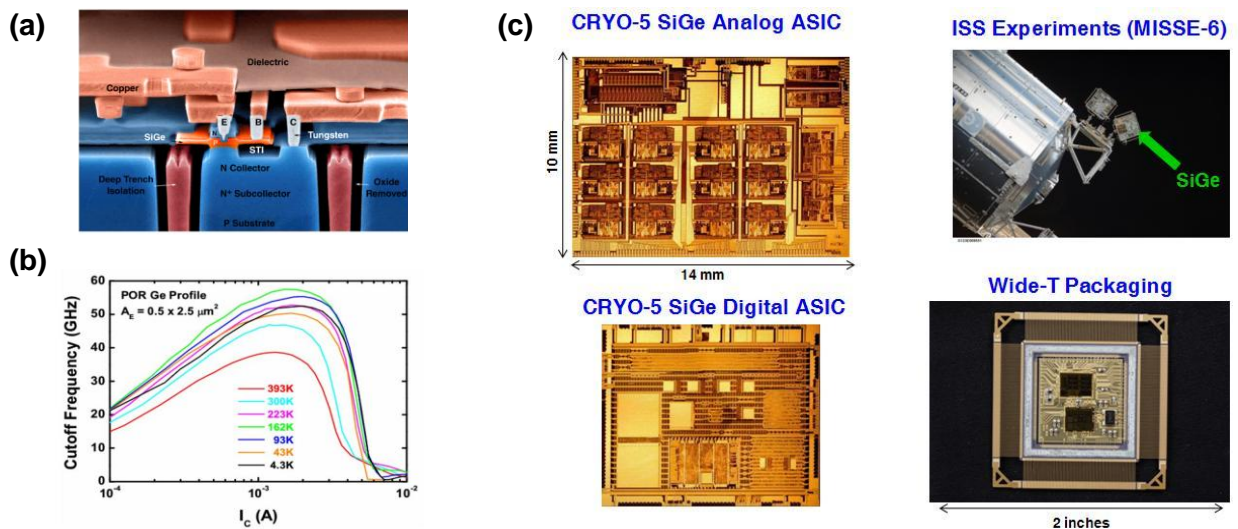 (a)
Dielectric
Copper
E
B
C
N
P
SiGe
Tungsten
STI
N Collector
Deep Trench
Isolation
N+ Subcollector
Oxide
Removed
P Substrate
(b)
60
50
40
30
20
10
0
Cutoff Frequency (GHz)
POR Ge Profile
A_E = 0.5 x 2.5 µm²
393K
300K
223K
162K
93K
43K
4.3K
10⁻⁴
10⁻³
10⁻²
I_C (A)
(c)
CRYO-5 SiGe Analog ASIC
10 mm
14 mm
CRYO-5 SiGe Digital ASIC
ISS Experiments (MISSE-6)
SiGe
Wide-T Packaging
2 inches